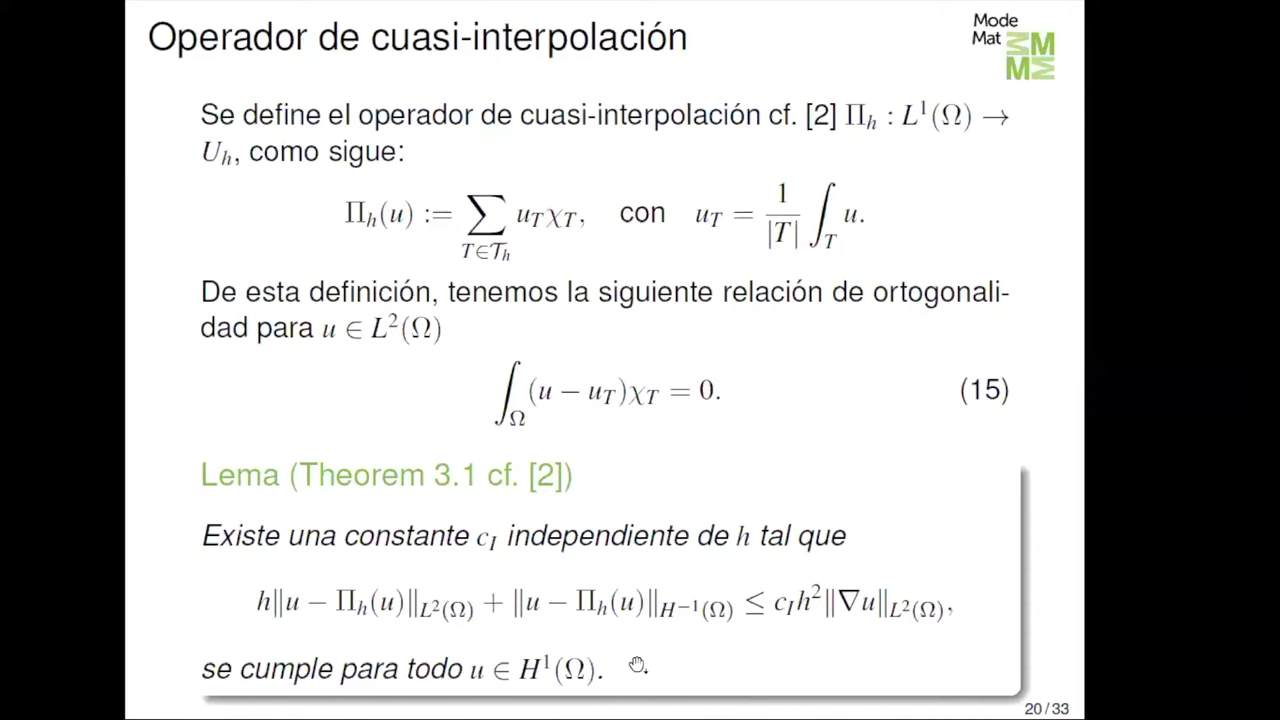 Operador de cuasi-interpolación
Mode
Mat
MM
MM
Se define el operador de cuasi-interpolación cf. [2] Π_h : L^1(Ω) →
U_h, como sigue:
Π_h(u) := ∑_{T∈𝒯_h} u_T χ_T, con u_T = \frac{1}{|T|} ∫_T u.
De esta definición, tenemos la siguiente relación de ortogonali-
dad para u ∈ L^2(Ω)
∫_Ω (u − u_T)χ_T = 0. (15)
Lema (Theorem 3.1 cf. [2])
Existe una constante c_I independiente de h tal que
h‖u − Π_h(u)‖_{L^2(Ω)} + ‖u − Π_h(u)‖_{H^{−1}(Ω)} ≤ c_I h^2‖∇u‖_{L^2(Ω)},
se cumple para todo u ∈ H^1(Ω).
20 / 33